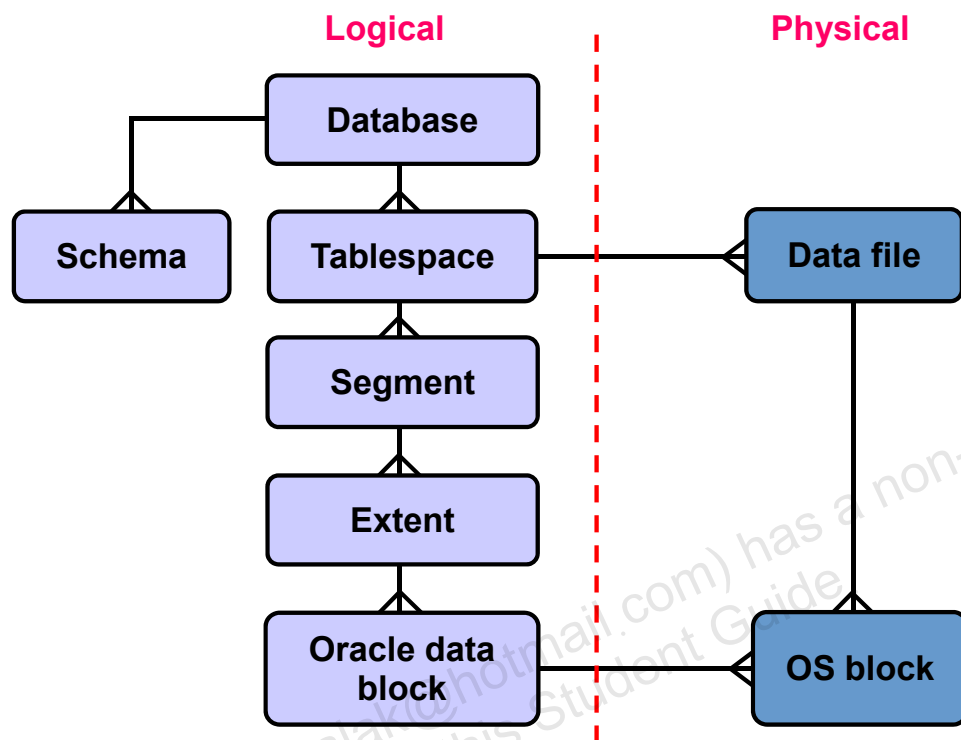 Logical
Physical
Database
Schema
Tablespace
Data file
Segment
Extent
Oracle data
block
OS block
hotmail.com) has a non-
Student Guide